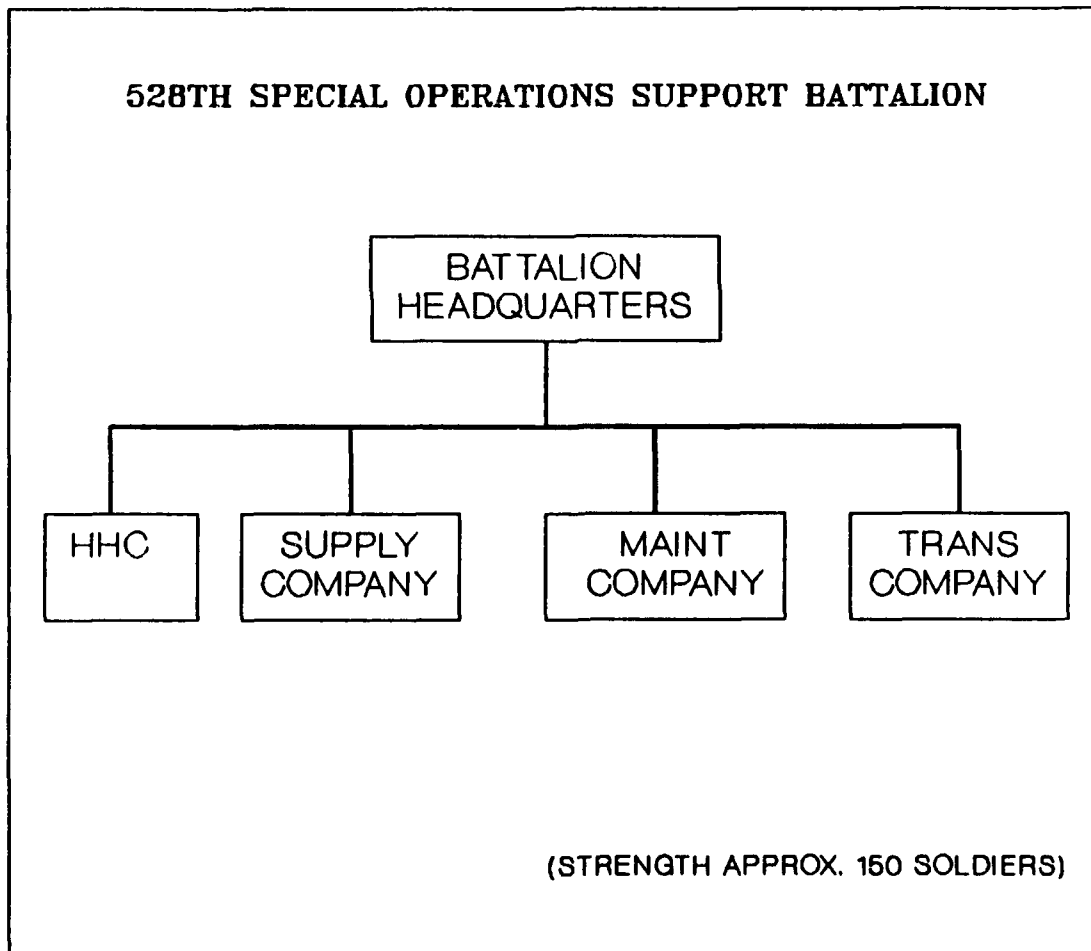 528TH SPECIAL OPERATIONS SUPPORT BATTALION
BATTALION
HEADQUARTERS
HHC
SUPPLY
COMPANY
MAINT
COMPANY
TRANS
COMPANY
(STRENGTH APPROX. 150 SOLDIERS)